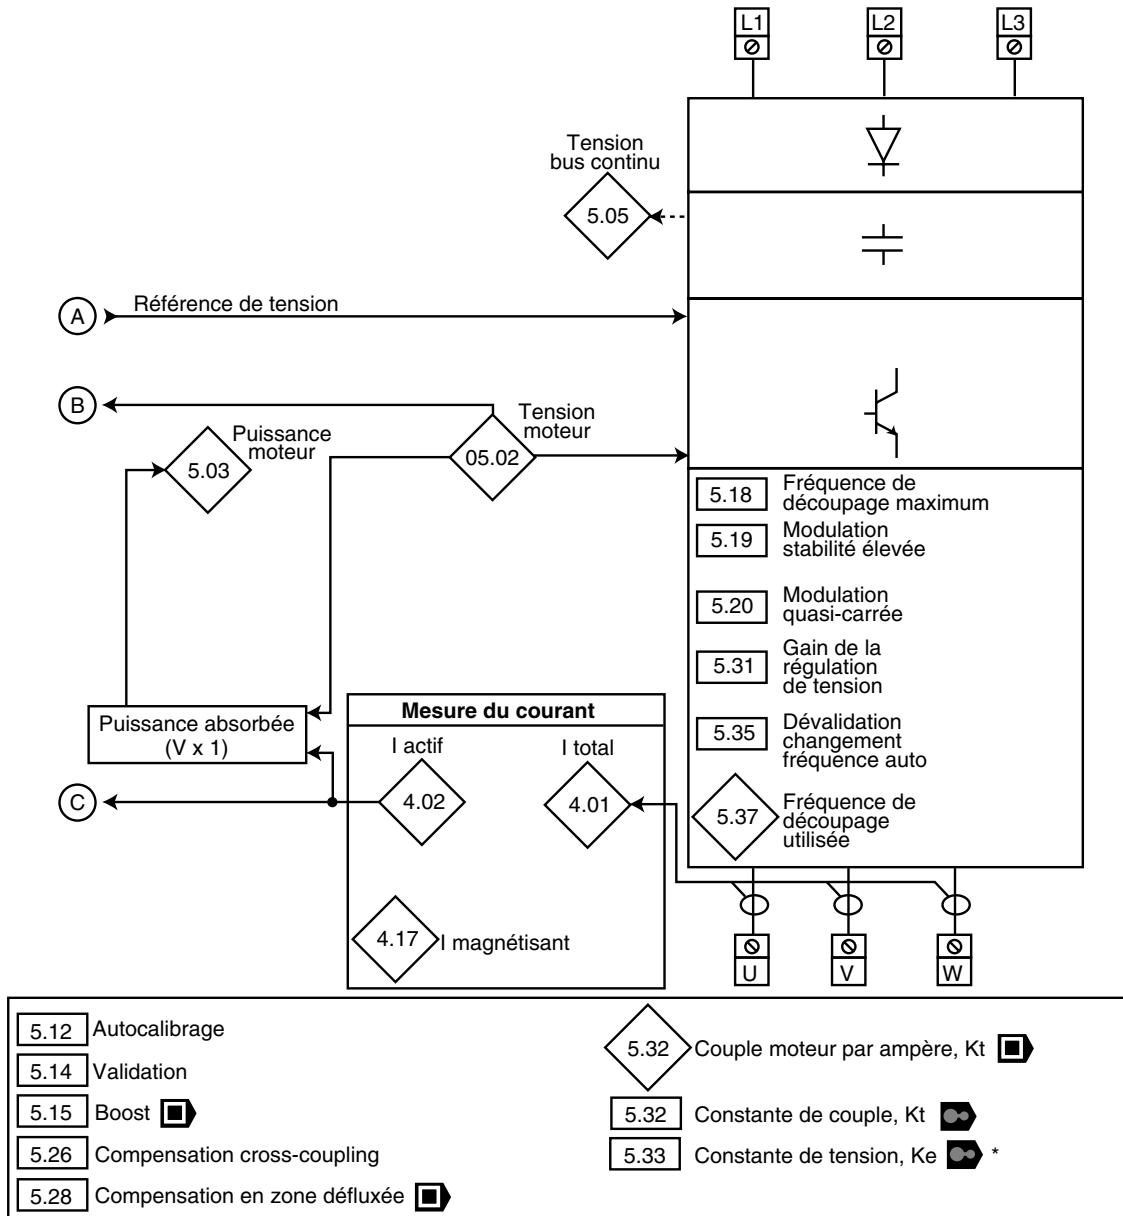 L1
L2
L3
Tension
bus continu
5.05
A
Référence de tension
B
Puissance
moteur
5.03
Tension
moteur
05.02
5.18
Fréquence de
découpage maximum
5.19
Modulation
stabilité élevée
5.20
Modulation
quasi-carrée
5.31
Gain de la
régulation
de tension
5.35
Dévalidation
changement
fréquence auto
5.37
Fréquence de
découpage
utilisée
Puissance absorbée
(V x 1)
Mesure du courant
I actif
I total
C
4.02
4.01
4.17
I magnétisant
U
V
W
5.12 Autocalibrage
5.14 Validation
5.15 Boost
5.26 Compensation cross-coupling
5.28 Compensation en zone défluxée
5.32 Couple moteur par ampère, Kt
5.32 Constante de couple, Kt
5.33 Constante de tension, Ke *